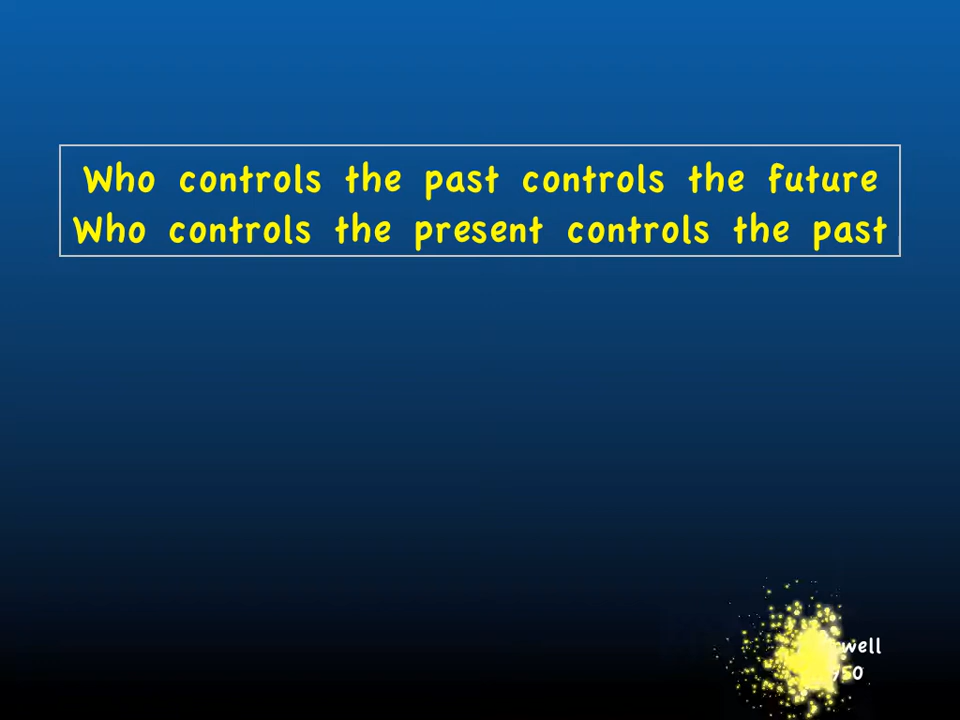 Who controls the past controls the future
Who controls the present controls the past